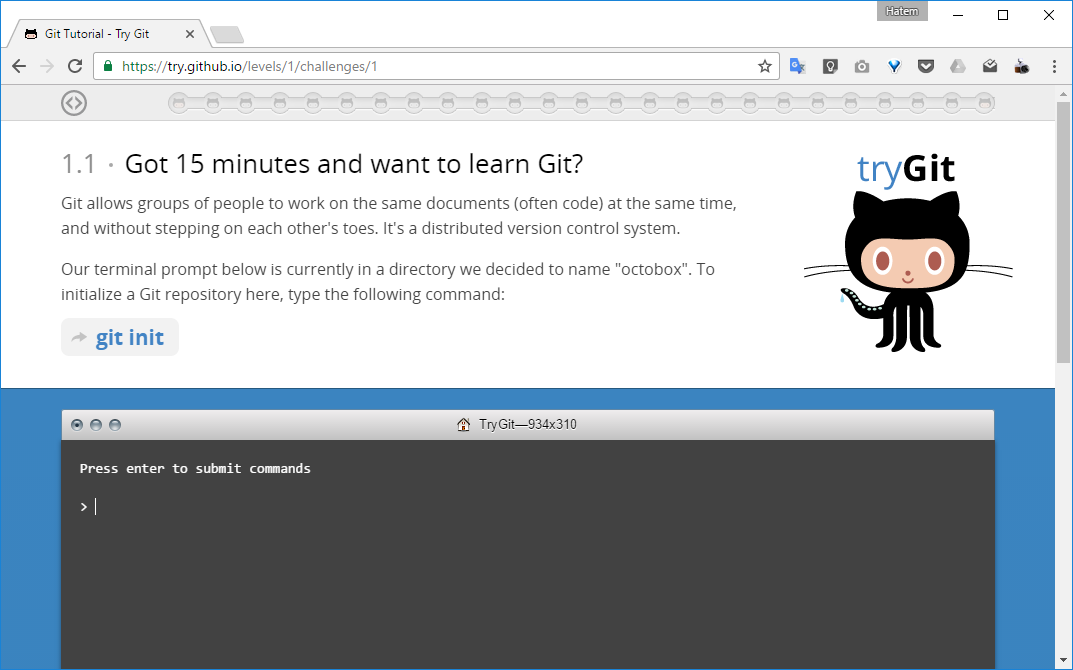 Hatem
Git Tutorial - Try Git
https://try.github.io/levels/1/challenges/1
1.1 · Got 15 minutes and want to learn Git?
tryGit
Git allows groups of people to work on the same documents (often code) at the same time,
and without stepping on each other's toes. It's a distributed version control system.
Our terminal prompt below is currently in a directory we decided to name "octobox". To
initialize a Git repository here, type the following command:
git init
TryGit—934x310
Press enter to submit commands
>